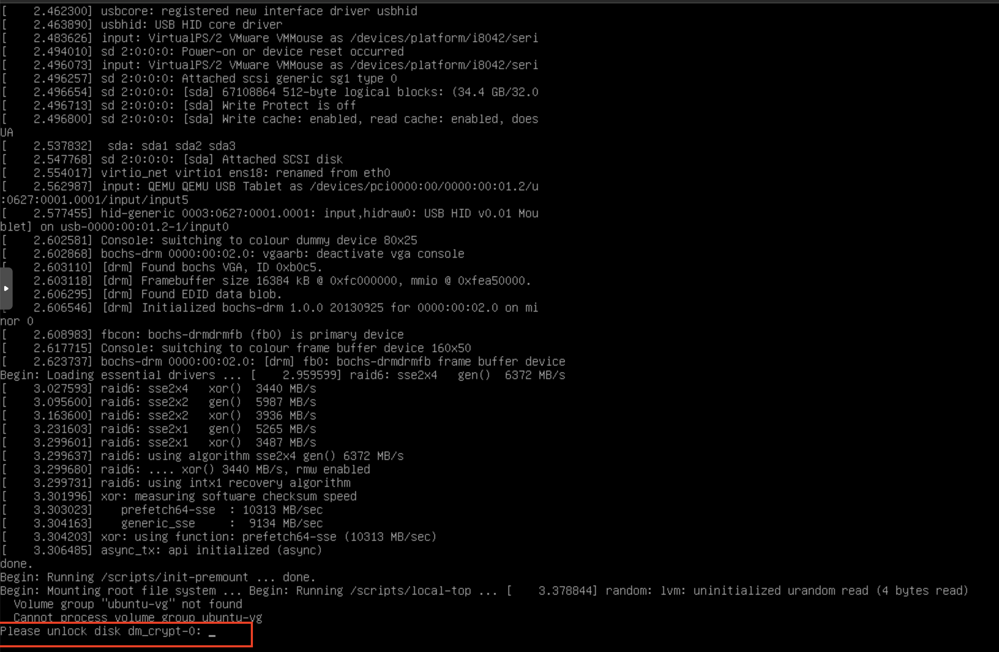 [    2.462300] usbcore: registered new interface driver usbhid
[    2.463890] usbhid: USB HID core driver
[    2.483626] input: VirtualPS/2 VMware VMMouse as /devices/platform/i8042/seri
[    2.494010] sd 2:0:0:0: Power-on or device reset occurred
[    2.496073] input: VirtualPS/2 VMware VMMouse as /devices/platform/i8042/seri
[    2.496257] sd 2:0:0:0: Attached scsi generic sg1 type 0
[    2.496654] sd 2:0:0:0: [sda] 67108864 512-byte logical blocks: (34.4 GB/32.0
[    2.496713] sd 2:0:0:0: [sda] Write Protect is off
[    2.496800] sd 2:0:0:0: [sda] Write cache: enabled, read cache: enabled, does
UA
[    2.537832]  sda: sda1 sda2 sda3
[    2.547768] sd 2:0:0:0: [sda] Attached SCSI disk
[    2.554017] virtio_net virtio1 ens18: renamed from eth0
[    2.562987] input: QEMU QEMU USB Tablet as /devices/pci0000:00/0000:00:01.2/u
:0627:0001.0001/input/input5
[    2.577455] hid-generic 0003:0627:0001.0001: input,hidraw0: USB HID v0.01 Mou
blet] on usb-0000:00:01.2-1/input0
[    2.602581] Console: switching to colour dummy device 80x25
[    2.602868] bochs-drm 0000:00:02.0: vgaarb: deactivate vga console
[    2.603110] [drm] Found bochs VGA, ID 0xb0c5.
[    2.603118] [drm] Framebuffer size 16384 kB @ 0xfc000000, mmio @ 0xfea50000.
[    2.606295] [drm] Found EDID data blob.
[    2.606546] [drm] Initialized bochs-drm 1.0.0 20130925 for 0000:00:02.0 on mi
nor 0
[    2.608983] fbcon: bochs-drmdrmfb (fb0) is primary device
[    2.617715] Console: switching to colour frame buffer device 160x50
[    2.623737] bochs-drm 0000:00:02.0: [drm] fb0: bochs-drmdrmfb frame buffer device
Begin: Loading essential drivers ... [    2.959599] raid6: sse2x4   gen()  6372 MB/s
[    3.027593] raid6: sse2x4   xor()  3440 MB/s
[    3.095600] raid6: sse2x2   gen()  5987 MB/s
[    3.163600] raid6: sse2x2   xor()  3936 MB/s
[    3.231603] raid6: sse2x1   gen()  5265 MB/s
[    3.299601] raid6: sse2x1   xor()  3487 MB/s
[    3.299637] raid6: using algorithm sse2x4 gen() 6372 MB/s
[    3.299680] raid6: .... xor() 3440 MB/s, rmw enabled
[    3.299731] raid6: using intx1 recovery algorithm
[    3.301996] xor: measuring software checksum speed
[    3.303023]    prefetch64-sse  : 10313 MB/sec
[    3.304163]    generic_sse     :  9134 MB/sec
[    3.304203] xor: using function: prefetch64-sse (10313 MB/sec)
[    3.306485] async_tx: api initialized (async)
done.
Begin: Running /scripts/init-premount ... done.
Begin: Mounting root file system ... Begin: Running /scripts/local-top ... [    3.378844] random: lvm: uninitialized urandom read (4 bytes read)
  Volume group "ubuntu-vg" not found
  Cannot process volume group ubuntu-vg
Please unlock disk dm_crypt-0: _